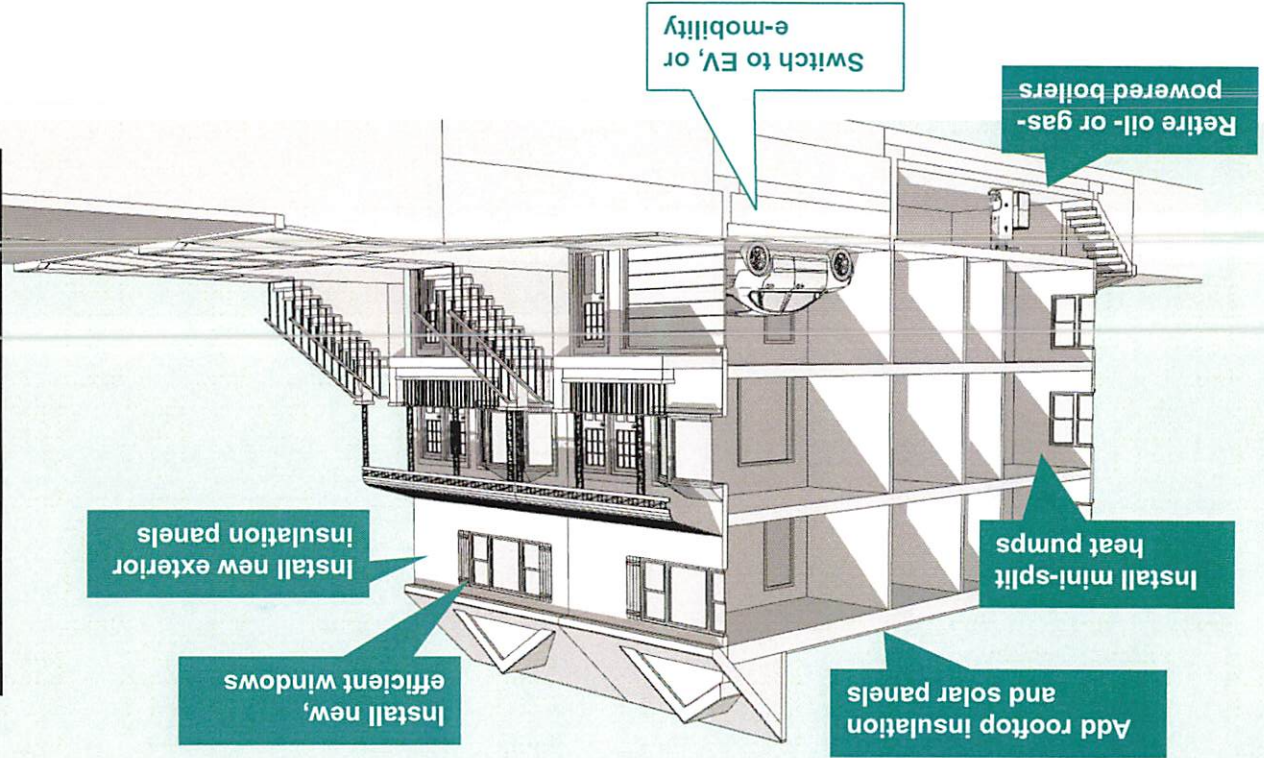 Add rooftop insulation
and solar panels
Install new,
efficient windows
Install mini-split
heat pumps
Install new exterior
insulation panels
Retire oil- or gas-
powered boilers
Switch to EV, or
e-mobility